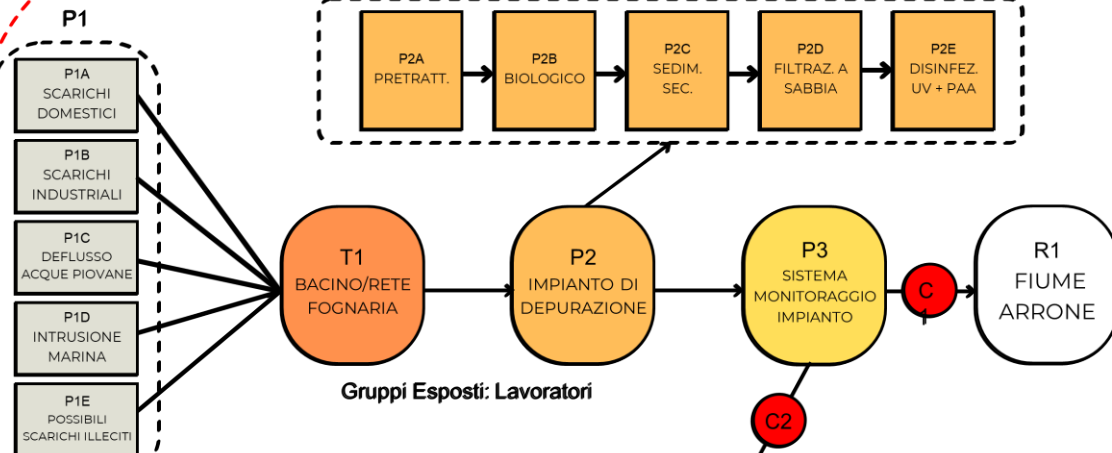 P1
P1A
SCARICHI
DOMESTICI
P1B
SCARICHI
INDUSTRIALI
P1C
DEFLUSSO
ACQUE PIOVANE
P1D
INTRUSIONE
MARINA
P1E
POSSIBILI
SCARICHI ILLECITI
P2A
PRETRATT.
P2B
BIOLOGICO
P2C
SEDIM.
SEC.
P2D
FILTRAZ. A
SABBIA
P2E
DISINFEZ.
UV + PAA
T1
BACINO/RETE
FOGNARIA
P2
IMPIANTO DI
DEPURAZIONE
P3
SISTEMA
MONITORAGGIO
IMPIANTO
C
1
R1
FIUME
ARRONE
Gruppi Esposti: Lavoratori
C2